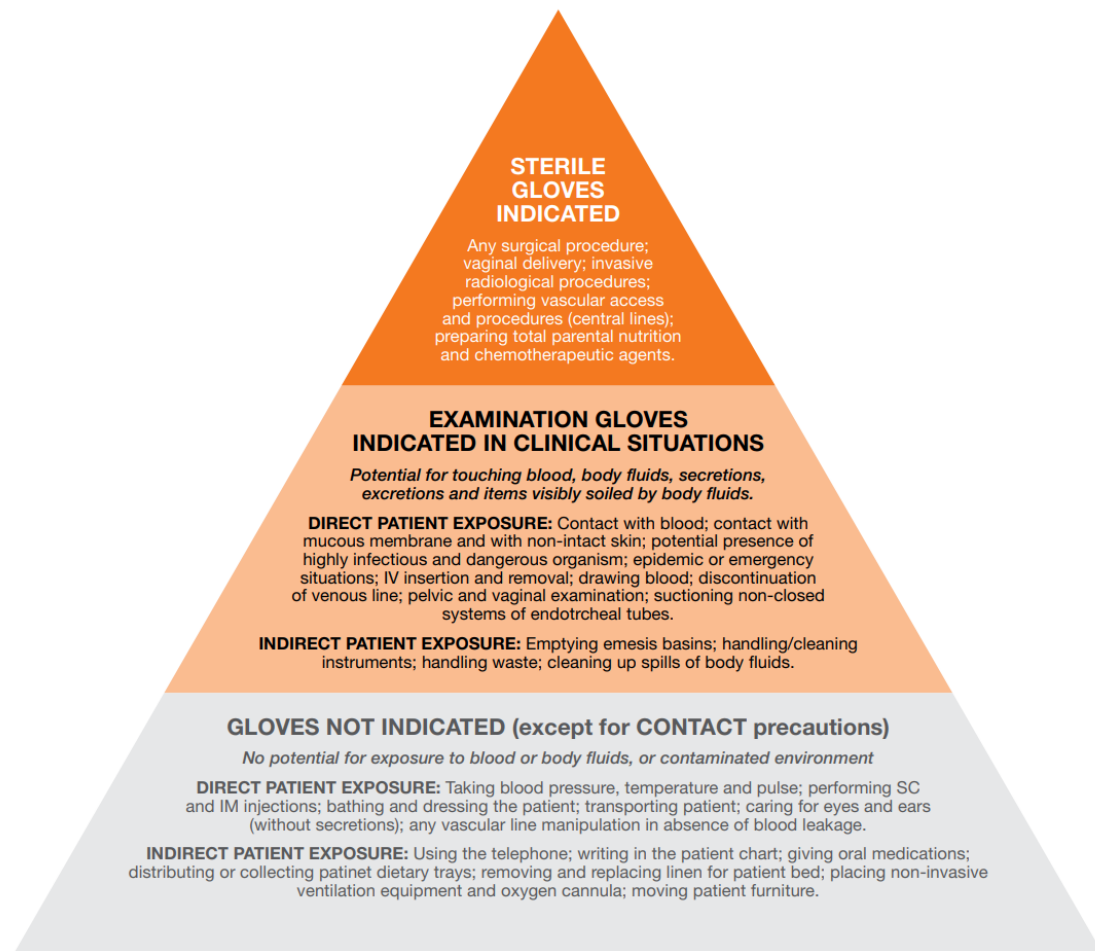 STERILE
GLOVES
INDICATED
Any surgical procedure;
vaginal delivery; invasive
radiological procedures;
performing vascular access
and procedures (central lines);
preparing total parental nutrition
and chemotherapeutic agents.
EXAMINATION GLOVES
INDICATED IN CLINICAL SITUATIONS
Potential for touching blood, body fluids, secretions,
excretions and items visibly soiled by body fluids.
DIRECT PATIENT EXPOSURE: Contact with blood; contact with
mucous membrane and with non-intact skin; potential presence of
highly infectious and dangerous organism; epidemic or emergency
situations; IV insertion and removal; drawing blood; discontinuation
of venous line; pelvic and vaginal examination; suctioning non-closed
systems of endotrcheal tubes.
INDIRECT PATIENT EXPOSURE: Emptying emesis basins; handling/cleaning
instruments; handling waste; cleaning up spills of body fluids.
GLOVES NOT INDICATED (except for CONTACT precautions)
No potential for exposure to blood or body fluids, or contaminated environment
DIRECT PATIENT EXPOSURE: Taking blood pressure, temperature and pulse; performing SC
and IM injections; bathing and dressing the patient; transporting patient; caring for eyes and ears
(without secretions); any vascular line manipulation in absence of blood leakage.
INDIRECT PATIENT EXPOSURE: Using the telephone; writing in the patient chart; giving oral medications;
distributing or collecting patinet dietary trays; removing and replacing linen for patient bed; placing non-invasive
ventilation equipment and oxygen cannula; moving patient furniture.